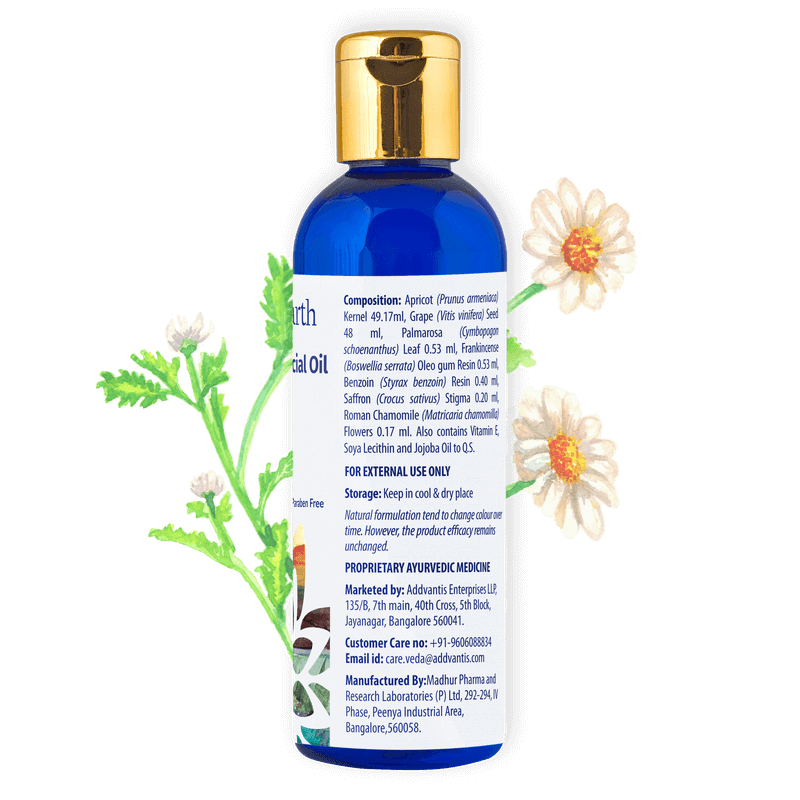 arth
cial Oil
Paraben Free
Composition: Apricot (Prunus armeniaca)
Kernel 49.17ml, Grape (Vitis vinifera) Seed
48 ml, Palmarosa (Cymbopogon
schoenanthus) Leaf 0.53 ml, Frankincense
(Boswellia serrata) Oleo gum Resin 0.53 ml,
Benzoin (Styrax benzoin) Resin 0.40 ml,
Saffron (Crocus sativus) Stigma 0.20 ml,
Roman Chamomile (Matricaria chamomilla)
Flowers 0.17 ml. Also contains Vitamin E,
Soya Lecithin and Jojoba Oil to Q.S.
FOR EXTERNAL USE ONLY
Storage: Keep in cool & dry place
Natural formulation tend to change colour over
time. However, the product efficacy remains
unchanged.
PROPRIETARY AYURVEDIC MEDICINE
Marketed by: Addvantis Enterprises LLP,
135/B, 7th main, 40th Cross, 5th Block,
Jayanagar, Bangalore 560041.
Customer Care no: +91-9606088834
Email id: care.veda@addvantis.com
Manufactured By:Madhur Pharma and
Research Laboratories (P) Ltd, 292-294, IV
Phase, Peenya Industrial Area,
Bangalore,560058.